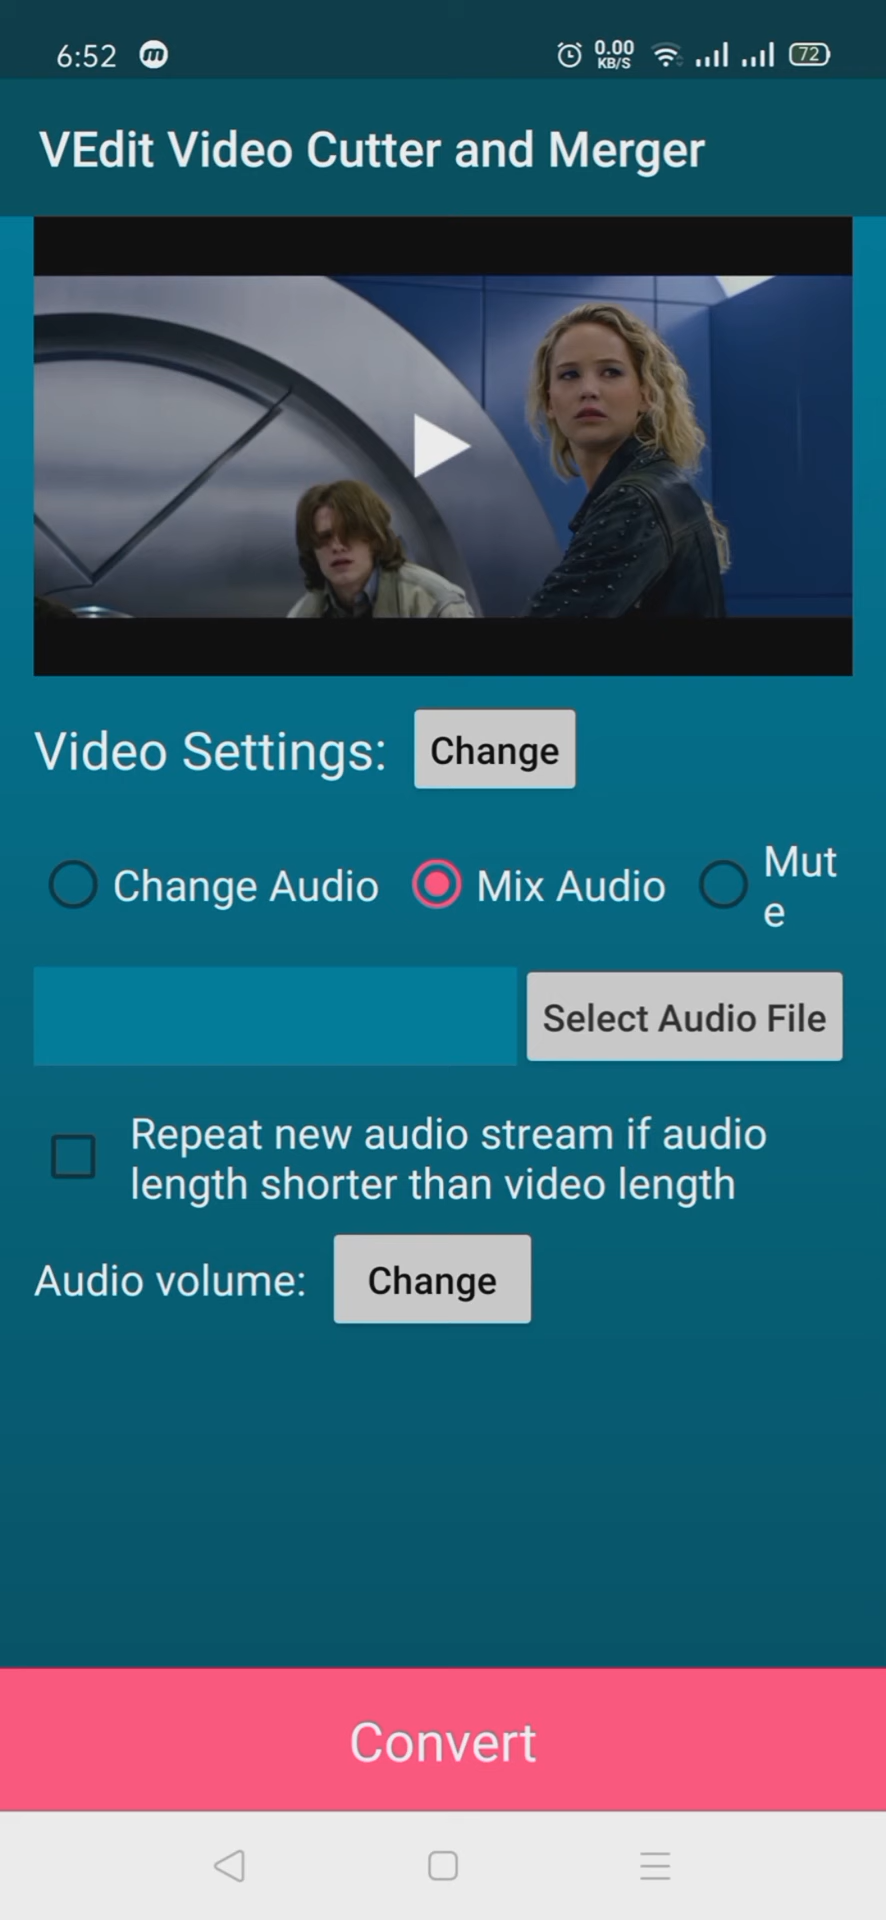 6:52
0.00
KB/S
72
VEdit Video Cutter and Merger
Video Settings:
Change
Change Audio
Mix Audio
Mut
e
Select Audio File
Repeat new audio stream if audio
length shorter than video length
Audio volume:
Change
Convert